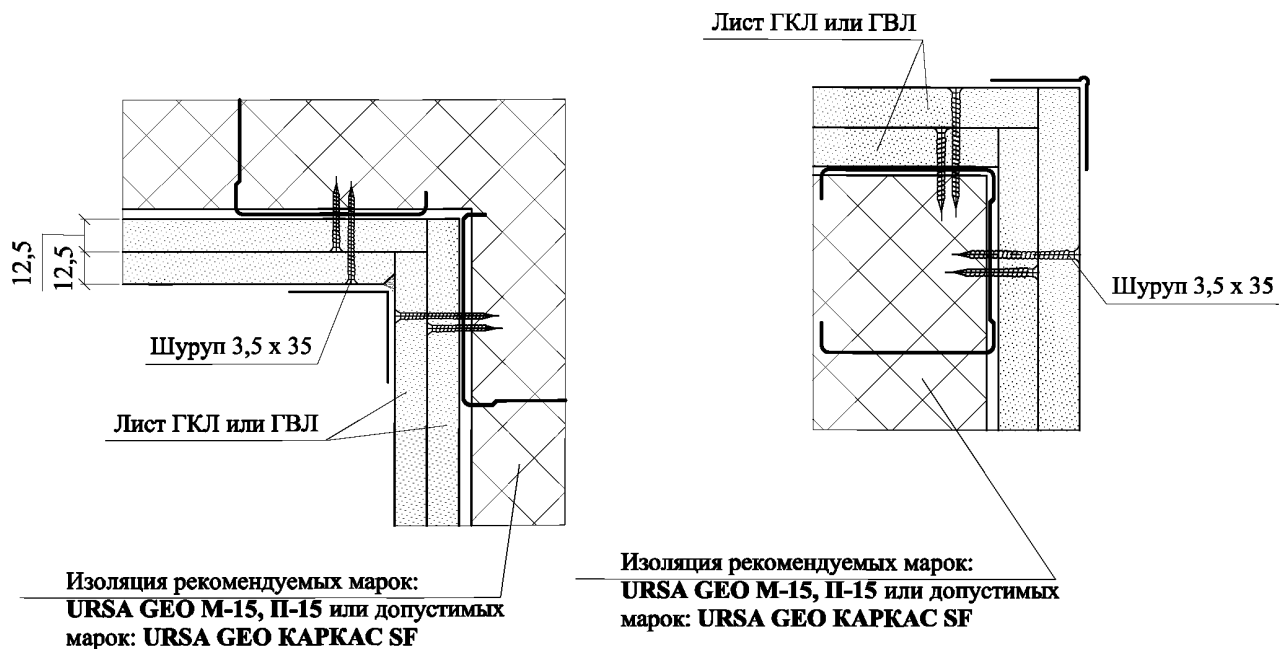 Лист ГКЛ или ГВЛ
12,5
12,5
Шуруп 3,5 х 35
Шуруп 3,5 х 35
Лист ГКЛ или ГВЛ
Изоляция рекомендуемых марок:
URSA GEO М-15, П-15 или допустимых
марок: URSA GEO КАРКАС SF
Изоляция рекомендуемых марок:
URSA GEO М-15, П-15 или допустимых
марок: URSA GEO КАРКАС SF